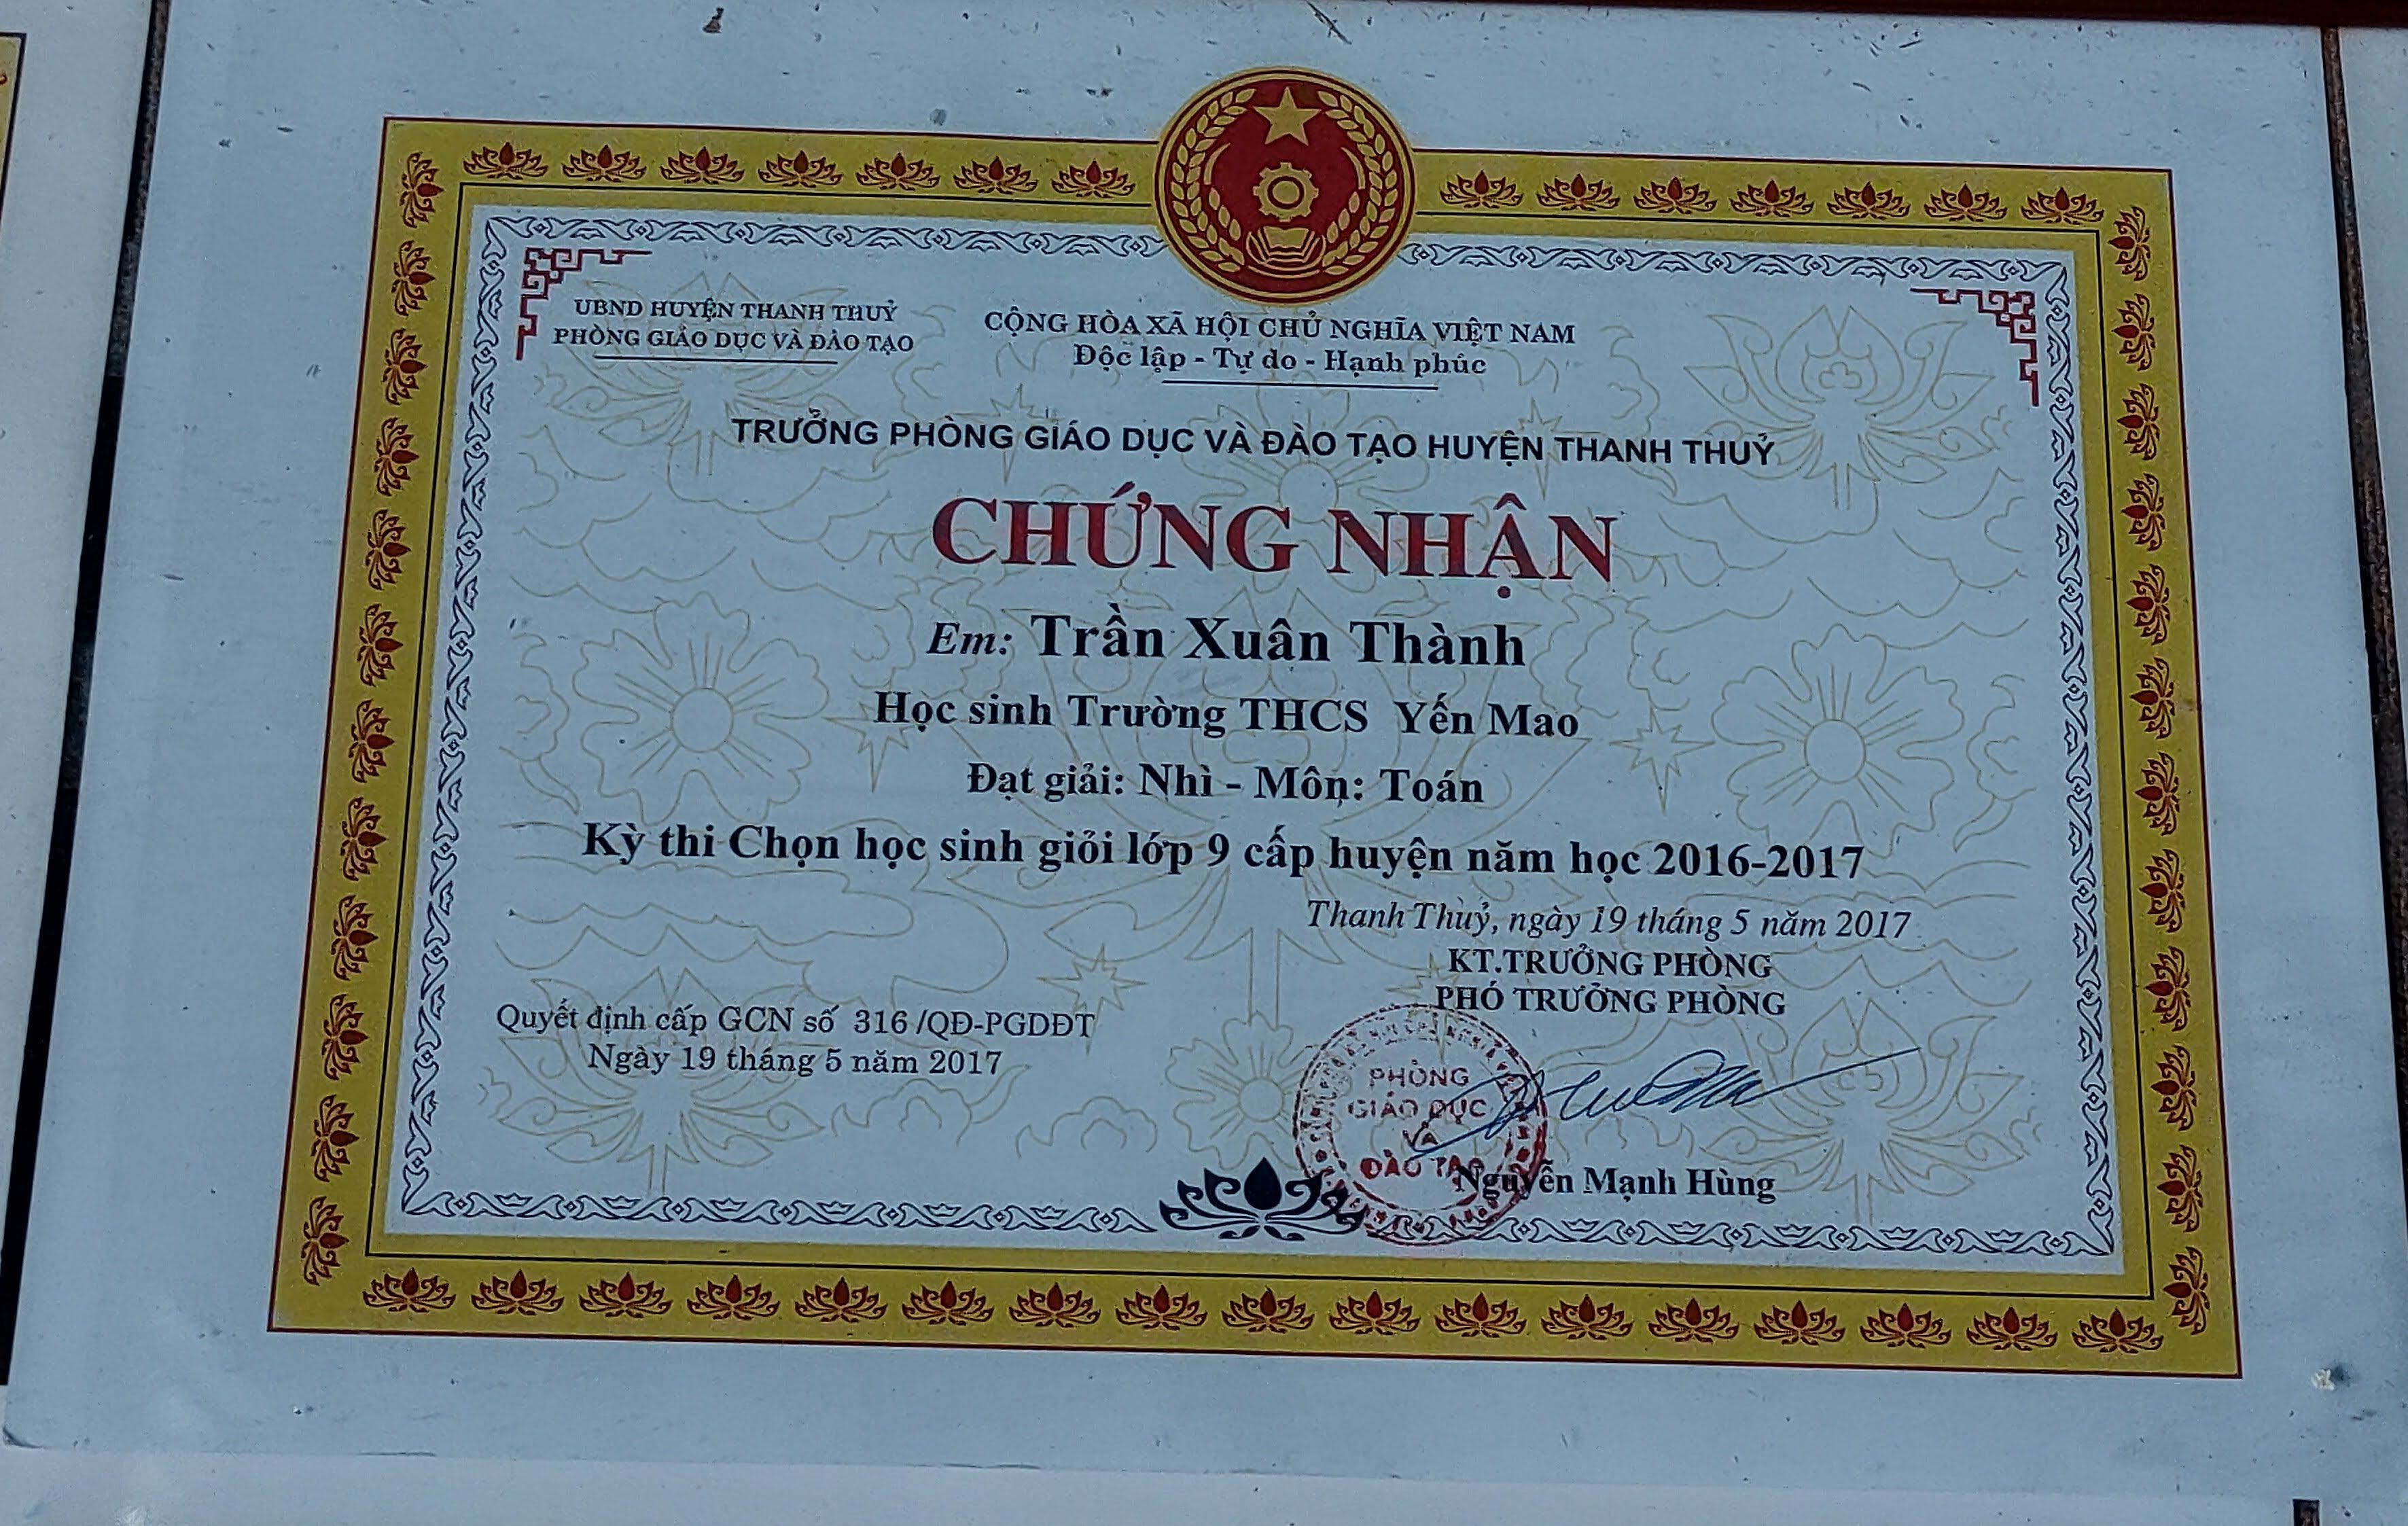 UBND HUYỆN THANH THUỶ
PHÒNG GIÁO DỤC VÀ ĐÀO TẠO
CỘNG HÒA XÃ HỘI CHỦ NGHĨA VIỆT NAM
Độc lập - Tự do - Hạnh phúc
TRƯỞNG PHÒNG GIÁO DỤC VÀ ĐÀO TẠO HUYỆN THANH THUỶ
CHỨNG NHẬN
Em: Trần Xuân Thành
Học sinh Trường THCS Yến Mao
Đạt giải: Nhì - Môn: Toán
Kỳ thi Chọn học sinh giỏi lớp 9 cấp huyện năm học 2016-2017
Thanh Thuỷ, ngày 19 tháng 5 năm 2017
KT.TRƯỞNG PHÒNG
PHÓ TRƯỞNG PHÒNG
Quyết định cấp GCN số 316 /QĐ-PGDĐT
Ngày 19 tháng 5 năm 2017
PHÒNG
GIÁO DỤC
VÀ
ĐÀO TẠO
Nguyễn Mạnh Hùng